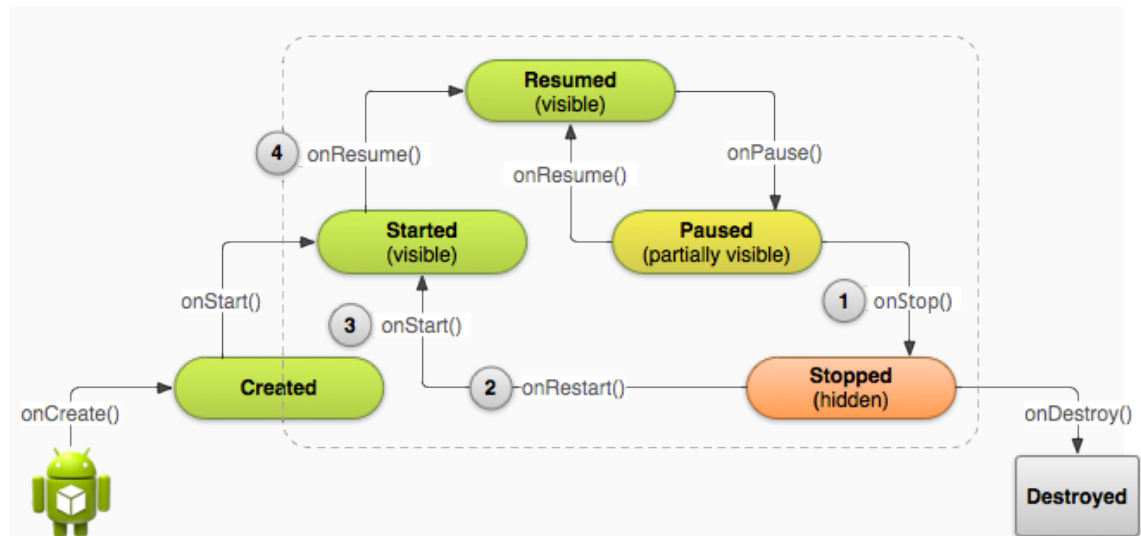 Resumed
(visible)
4
onResume()
onPause()
onResume()
Started
(visible)
Paused
(partially visible)
onStart()
3
onStart()
1
onStop()
Created
2
onRestart()
Stopped
(hidden)
onCreate()
onDestroy()
Destroyed